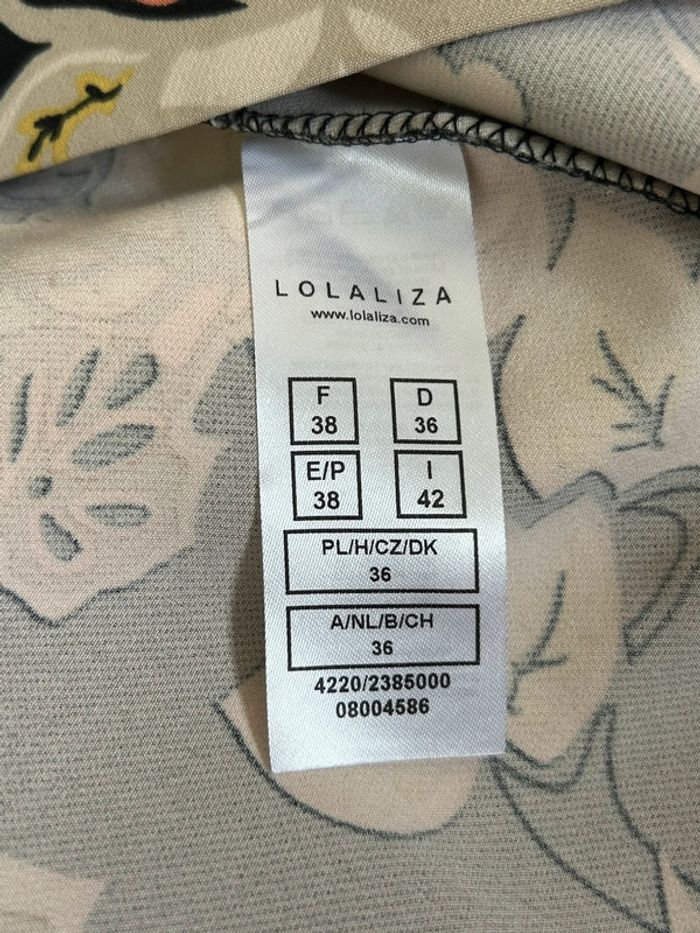 LOLALIZA
www.lolaliza.com
F D
38 36
E/P I
38 42
PL/H/CZ/DK
36
A/NL/B/CH
36
4220/2385000
08004586